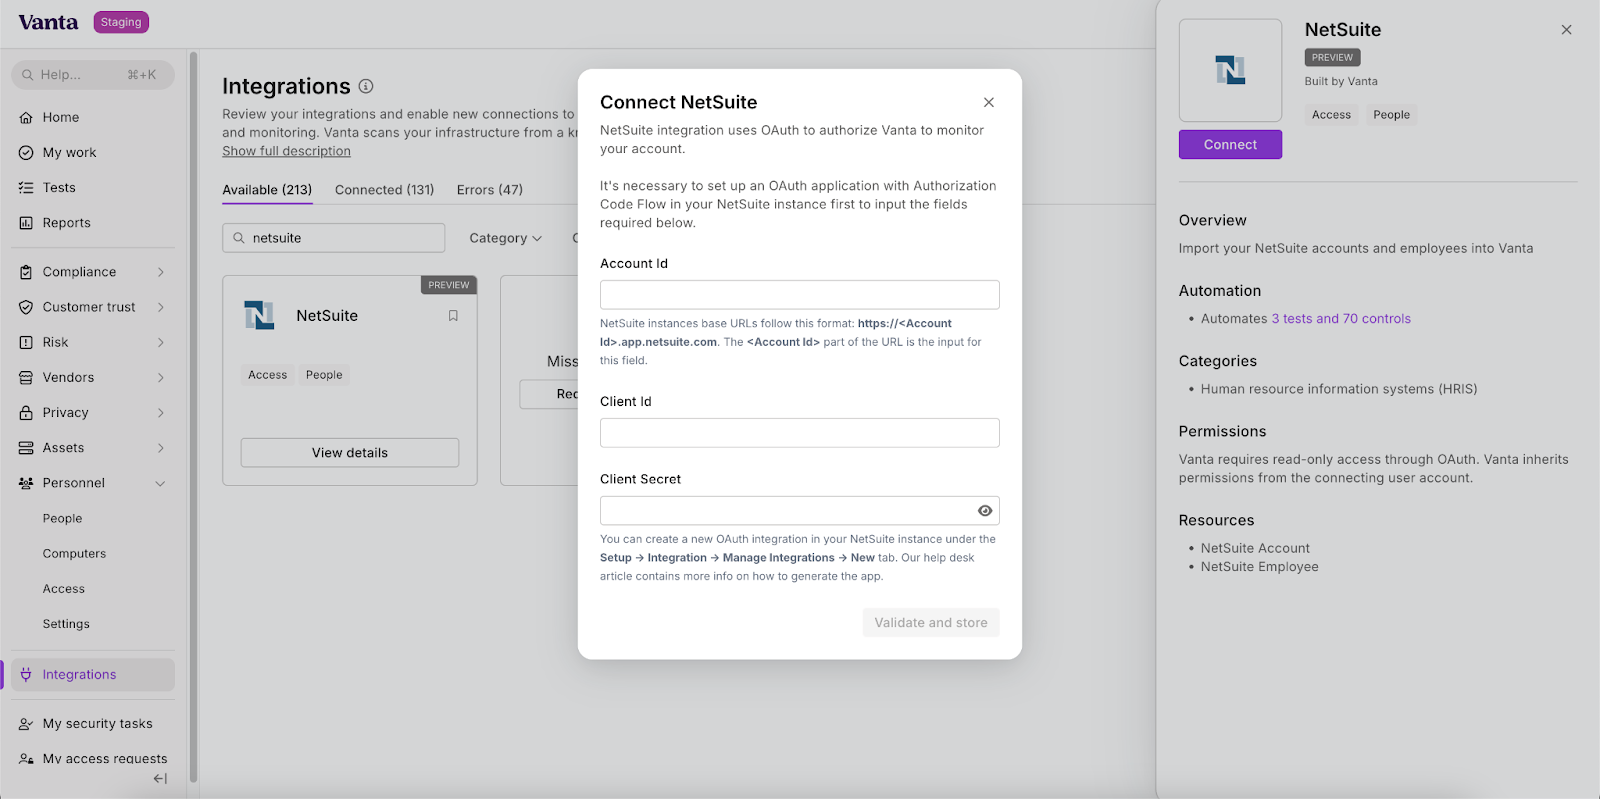 Vanta
Staging
Help...
⌘+K
Home
My work
Tests
Reports
Compliance
Customer trust
Risk
Vendors
Privacy
Assets
Personnel
People
Computers
Access
Settings
Integrations
My security tasks
My access requests
Integrations
Review your integrations and enable new connections to
and monitoring. Vanta scans your infrastructure from a
Show full description
Available (213)
Connected (131)
Errors (47)
netsuite
Category
PREVIEW
NetSuite
Access
People
View details
Connect NetSuite
NetSuite integration uses OAuth to authorize Vanta to monitor
your account.
It's necessary to set up an OAuth application with Authorization
Code Flow in your NetSuite instance first to input the fields
required below.
Account Id
NetSuite instances base URLs follow this format: https://<Account
Id>.app.netsuite.com. The <Account Id> part of the URL is the input for
this field.
Client Id
Client Secret
You can create a new OAuth integration in your NetSuite instance under the
Setup → Integration → Manage Integrations → New tab. Our help desk
article contains more info on how to generate the app.
Validate and store
NetSuite
PREVIEW
Built by Vanta
Access
People
Connect
Overview
Import your NetSuite accounts and employees into Vanta
Automation
• Automates 3 tests and 70 controls
Categories
• Human resource information systems (HRIS)
Permissions
Vanta requires read-only access through OAuth. Vanta inherits
permissions from the connecting user account.
Resources
• NetSuite Account
• NetSuite Employee